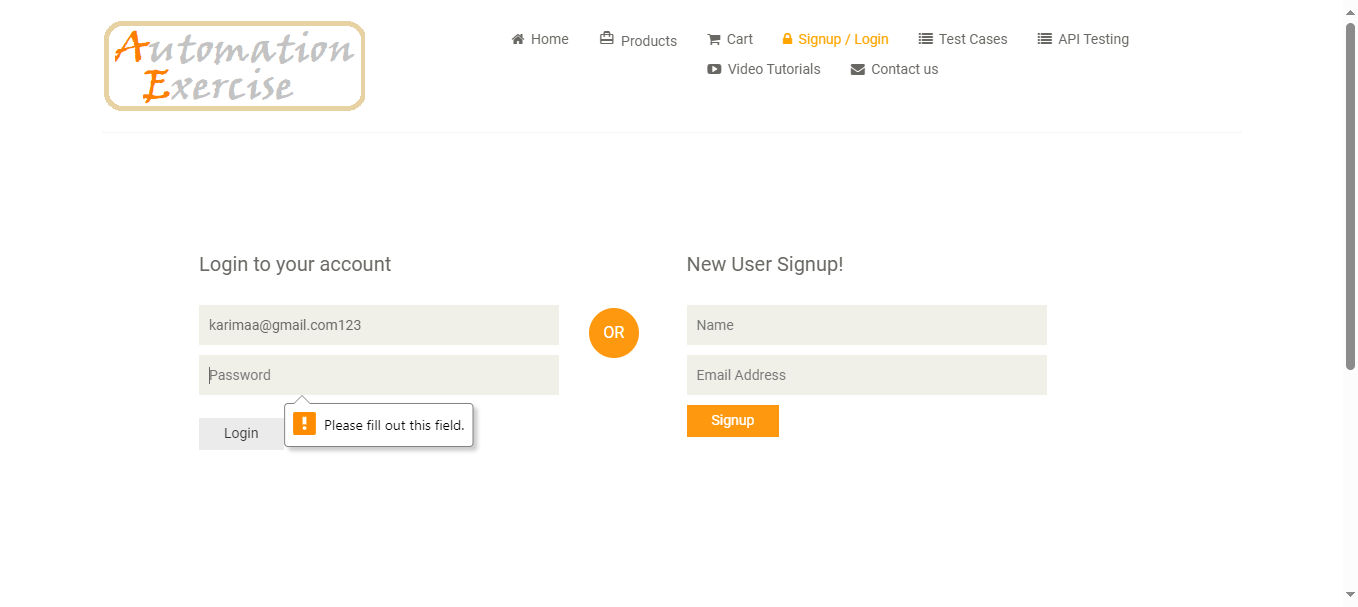 Automation
Exercise
Home
Products
Cart
Signup / Login
Test Cases
API Testing
Video Tutorials
Contact us
Login to your account
karimaa@gmail.com123
Password
Please fill out this field.
Login
OR
New User Signup!
Name
Email Address
Signup